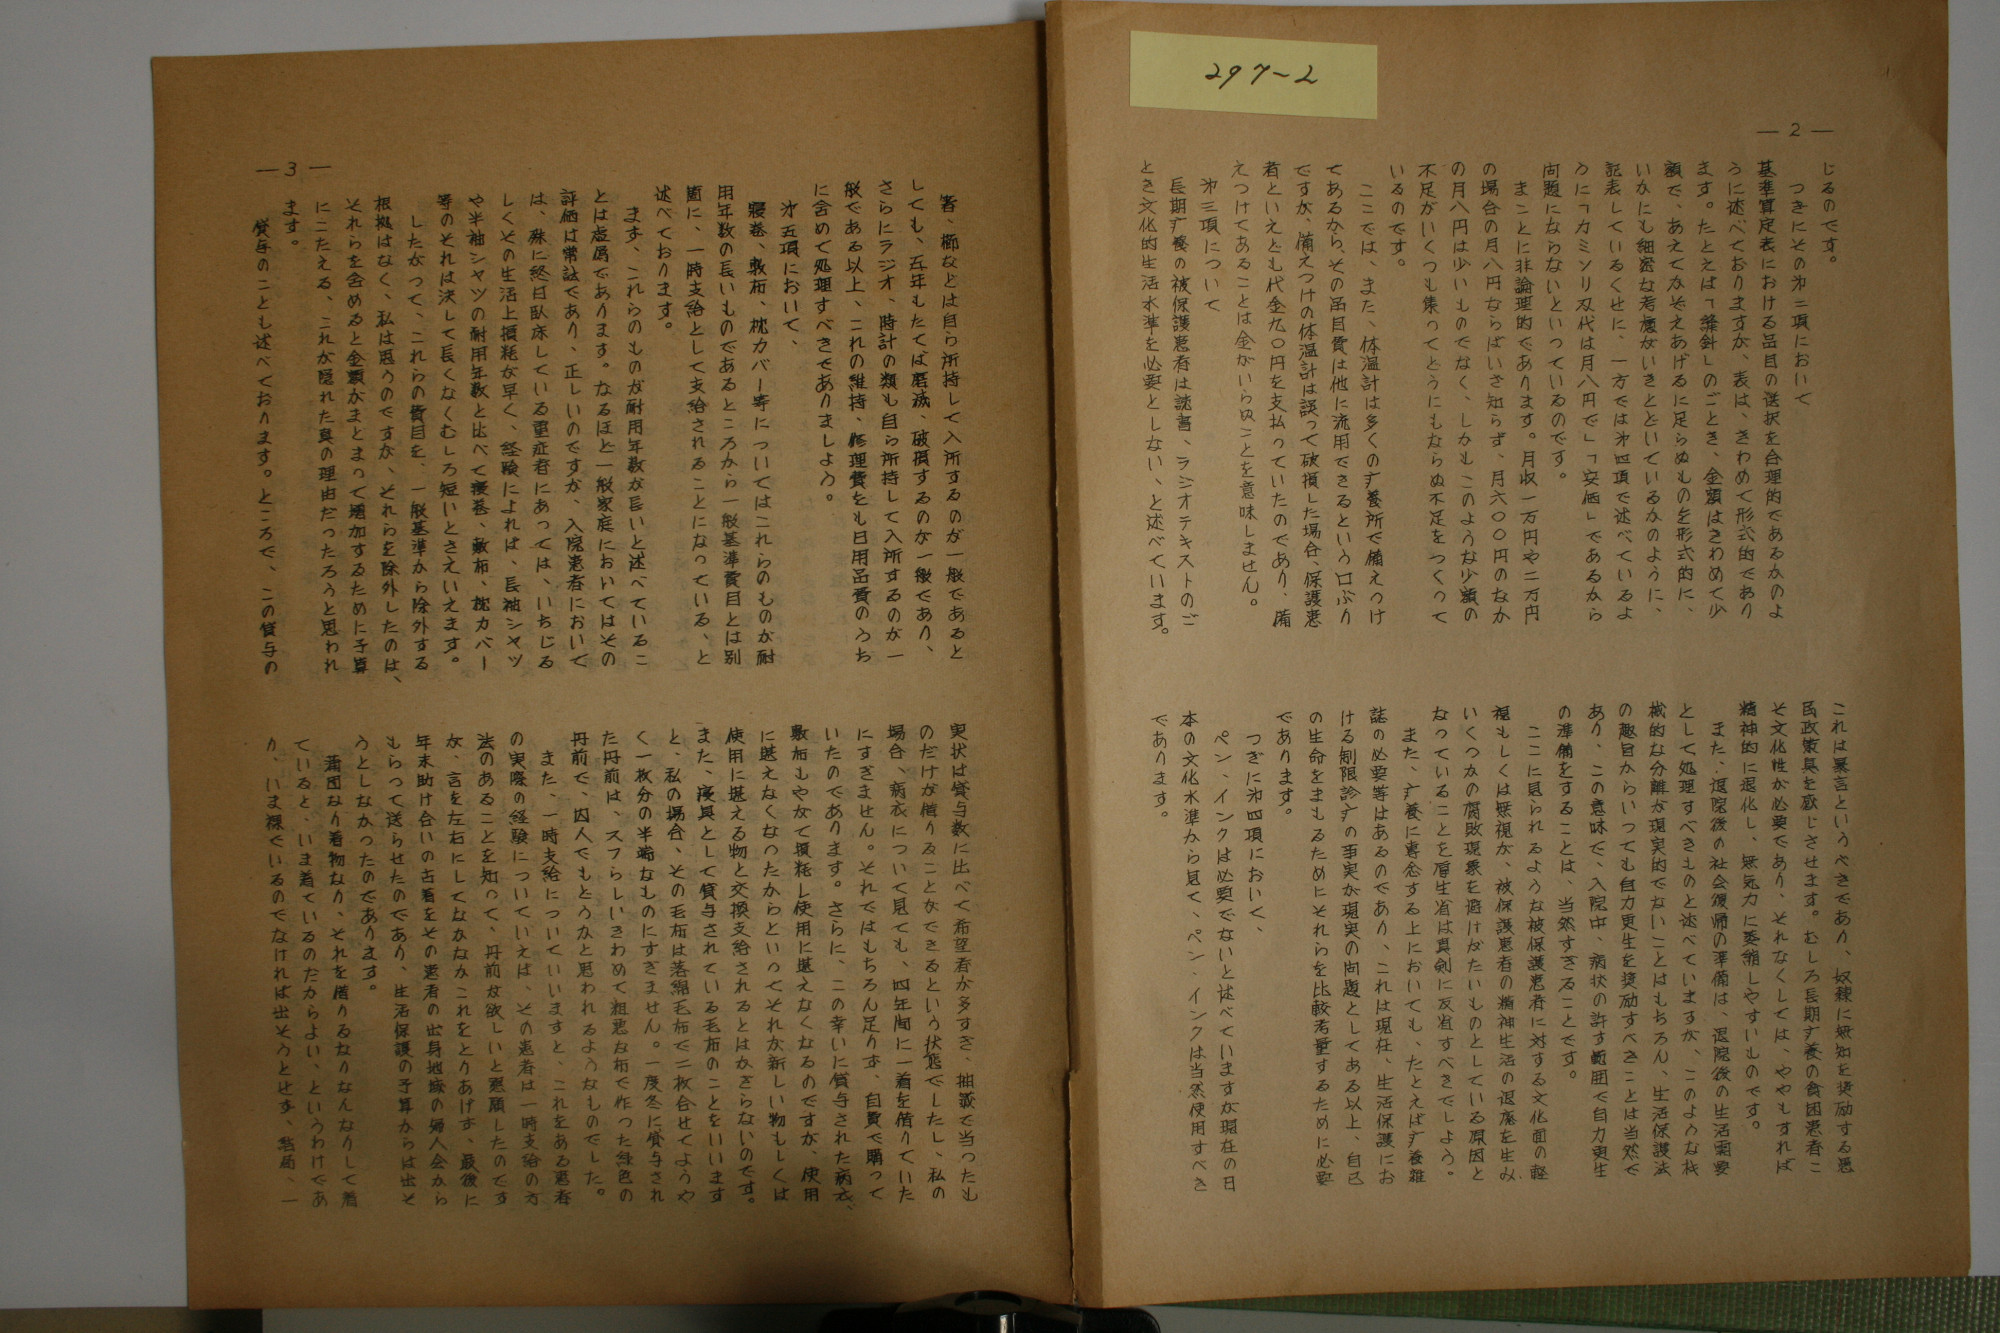 297-2
— 2 —
じるのです。
つきにその㐧二項において
基準算定表における品目の選択を合理的であるかのよ
うに述べておりますが、表は、きわめて形式的であり
ます。たとえば「縫針」のごとき、金額はきわめて少
額で、あえてかぞえあげるに足らぬものを形式的に、
いかにも細密な考慮がいきとどいているかのように、
記表しているくせに、一方では㐧四項で述べているよ
うに「カミソリ刃代は月八円で」「安価」であるから
問題にならないといっているのです。
まことに非論理的であります。月収一万円や二万円
の場合の月八円ならばいざ知らず、月六〇〇円のなか
の月八円は少いものでなく、しかもこのような少額の
不足がいくつも集ってどうにもならぬ不足をつくって
いるのです。
ここでは、また、体温計は多くの疒養所で備えつけ
てあるから、その品目費は他に流用できるという口ぶり
ですが、備えつけの体温計は誤って破損した場合、保護患
者といえども代金九〇円を支払っていたのであり、備
えつけてあることは金がいらぬことを意味しません。
㐧三項について
長期疒養の被保護患者は読書、ラジオテキストのご
とき文化的生活水準を必要としない、と述べています。
これは暴言というべきであり、奴隷に無知を奨励する愚
民政策具を感じさせます。むしろ長期疒養の貧困患者こ
そ文化性が必要であり、それなくしては、ややもすれば
精神的に退化し、無気力に萎縮しやすいものです。
また、退院後の社会復帰の準備は、退院後の生活需要
として処理すべきものと述べていますが、このような杖
械的な分離が現実的でないことはもちろん、生活保護法
の趣旨からいっても自力更生を奨励すべきことは当然で
あり、この意味で、入院中、病状の許す範囲で自力更生
の準備をすることは、当然すぎることです。
ここに見られるような被保護患者に対する文化面の軽
視もしくは無視が、被保護患者の精神生活の退廃を生み
いくつかの腐敗現象を避けがたいものとしている原因と
なっていることを厚生省は真剣に反省すべきでしよう。
また、疒養に専念する上においても、たとえば疒養雑
誌の必要等はあるのであり、これは現在、生活保護にお
ける制限診疒の事実が現実の問題としてある以上、自己
の生命をまもるためにそれらを比較考量するために必要
であります。
つぎに㐧四項において、
ペン、インクは必要でないと述べていますが現在の日
本の文化水準から見て、ペン・インクは当然使用すべき
であります。
— 3 —
箸、櫛などは自ら所持して入所するのが一般であると
しても、五年もたてば磨滅、破損するのが一般であり、
さらにラジオ、時計の類も自ら所持して入所するのが一
般である以上、これの維持、修理費をも日用品費のうち
に含めて処理すべきでありましよう。
㐧五項において、
寝巻、敷布、枕カバー等についてはこれらのものが耐
用年数の長いものであるところから一般基準費目とは別
箇に、一時支給として支給されることになっている、と
述べております。
まず、これらのものが耐用年数が長いと述べているこ
とは虚偽であります。なるほど一般家庭においてはその
評価は常識であり、正しいのですが、入院患者において
は、殊に終日臥床している重症者にあっては、いちじる
しくその生活上損耗が早く、経験によれば、長袖シャツ
や半袖シャツの耐用年数と比べて寝巻、敷布、枕カバー
等のそれは決して長くなくむしろ短いとさえいえます。
したがって、これらの費目を、一般基準から除外する
根拠はなく、私は思うのですが、それらを除外したのは、
それらを含めると金額がまとまって増加するために予算
にこたえる、これが隠れた真の理由だったろうと思われ
ます。
貸与のことも述べております。ところで、この貸与の
実状は貸与数に比べて希望者が多すぎ、抽籖で当ったも
のだけが借りることができるという状態でしたし、私の
場合、病衣について見ても、四年間に一着を借りていた
にすぎません。それではもちろん足りず、自費で購って
いたのであります。さらに、この幸いに貸与された病衣、
敷布もやがて損耗し使用に堪えなくなるのですが、使用
に堪えなくなったからといってそれが新しい物もしくは
使用に堪える物と交換支給されるとはかぎらないのです。
また、寝具として貸与されている毛布のことをいいます
と、私の場合、その毛布は落綿毛布で二枚合せてようや
く一枚分の半端なものにすぎません。一度冬に貸与され
た丹前は、スフらしいきわめて粗悪な布で作った緑色の
丹前で、囚人でもどうかと思われるようなものでした。
また、一時支給についていいますと、これをある患者
の実際の経験についていえば、その患者は一時支給の方
法のあることを知って、丹前が欲しいと懇願したのです
が、言を左右にしてなかなかこれをとりあげず、最後に
年末助け合いの古着をその患者の出身地域の婦人会から
もらって送らせたのであり、生活保護の予算からは出そ
うとしなかったのであります。
蒲団なり着物なり、それを借りるなりなんなりして着
ていると、いま着ているのだからよい、というわけであ
り、いま裸でいるのでなければ出そうとせず、結局、一